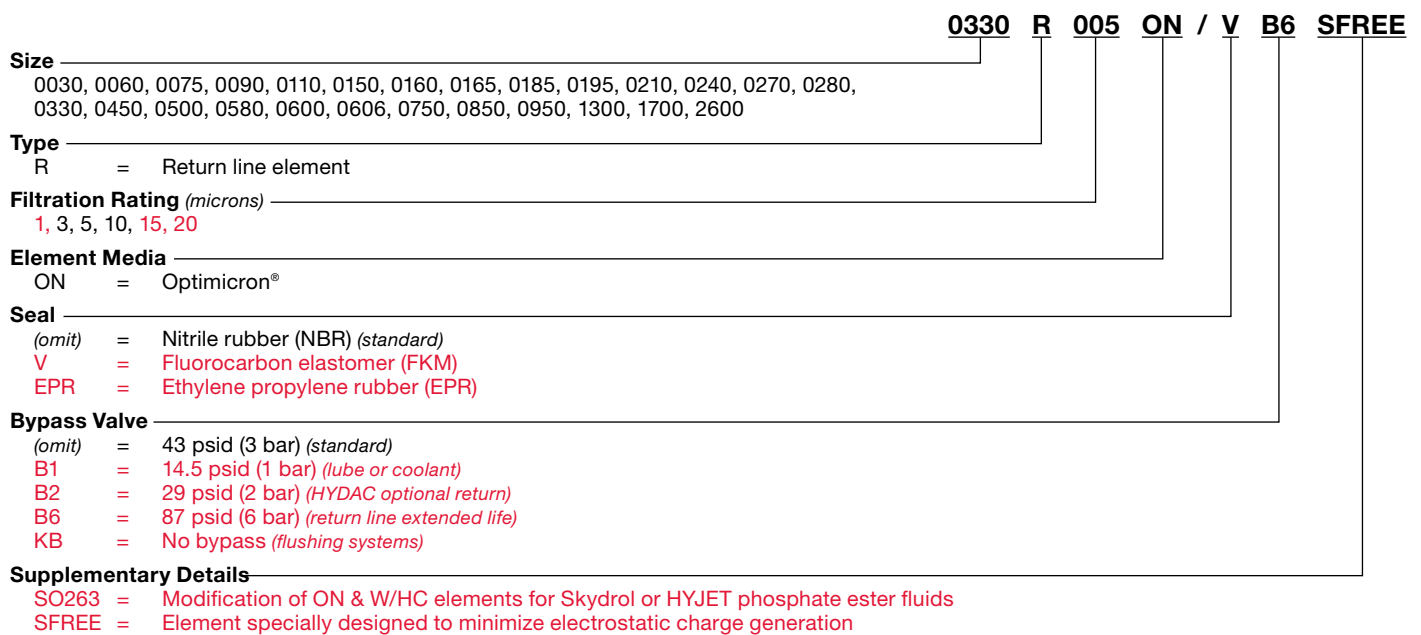 0330 R 005 ON / V B6 SFREE
Size
0030, 0060, 0075, 0090, 0110, 0150, 0160, 0165, 0185, 0195, 0210, 0240, 0270, 0280,
0330, 0450, 0500, 0580, 0600, 0606, 0750, 0850, 0950, 1300, 1700, 2600
Type
R = Return line element
Filtration Rating (microns)
1, 3, 5, 10, 15, 20
Element Media
ON = Optimicron®
Seal
(omit) = Nitrile rubber (NBR) (standard)
V = Fluorocarbon elastomer (FKM)
EPR = Ethylene propylene rubber (EPR)
Bypass Valve
(omit) = 43 psid (3 bar) (standard)
B1 = 14.5 psid (1 bar) (lube or coolant)
B2 = 29 psid (2 bar) (HYDAC optional return)
B6 = 87 psid (6 bar) (return line extended life)
KB = No bypass (flushing systems)
Supplementary Details
SO263 = Modification of ON & W/HC elements for Skydrol or HYJET phosphate ester fluids
SFREE = Element specially designed to minimize electrostatic charge generation